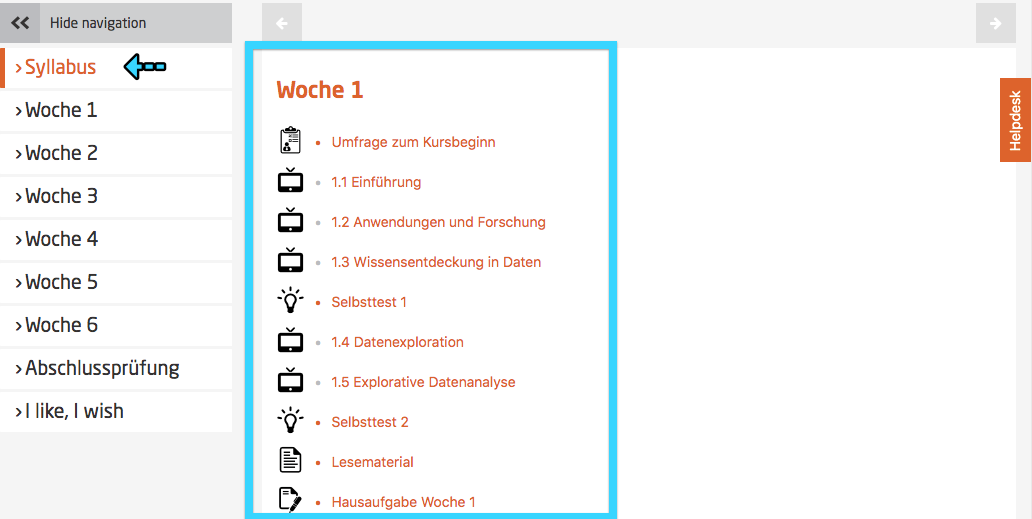 Hide navigation
Syllabus
Woche 1
Woche 2
Woche 3
Woche 4
Woche 5
Woche 6
Abschlussprüfung
I like, I wish
Woche 1
Umfrage zum Kursbeginn
1.1 Einführung
1.2 Anwendungen und Forschung
1.3 Wissensentdeckung in Daten
Selbsttest 1
1.4 Datenexploration
1.5 Explorative Datenanalyse
Selbsttest 2
Lesematerial
Hausaufgabe Woche 1
Helpdesk